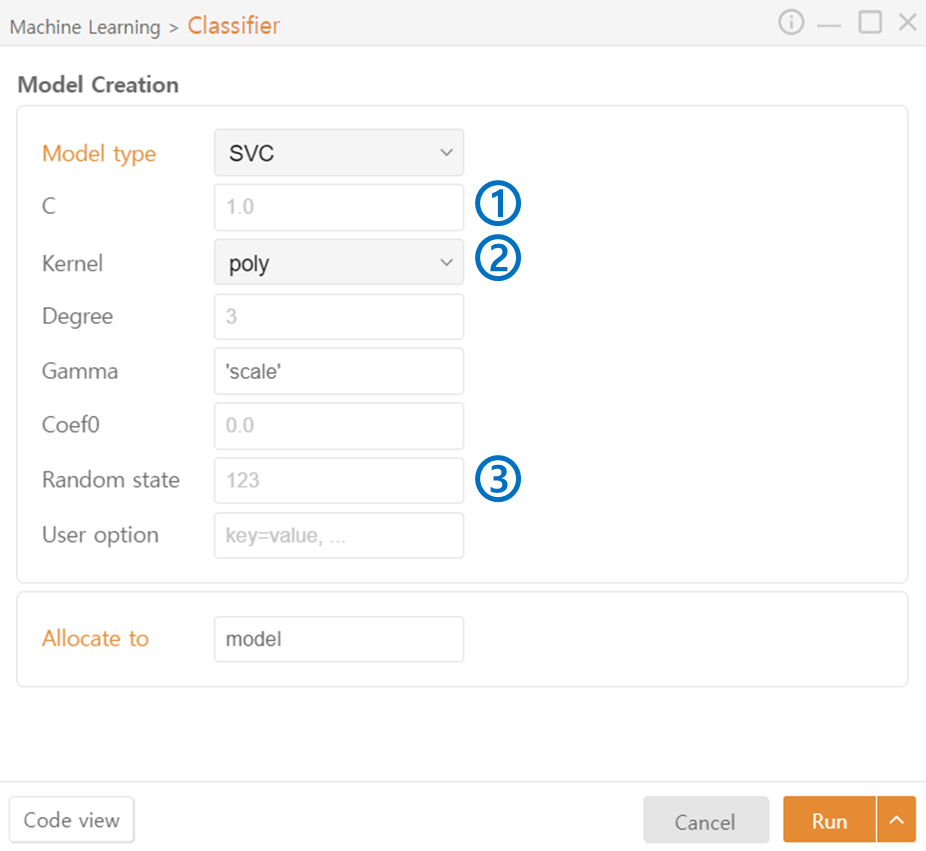 Machine Learning > Classifier
Model Creation
Model type SVC
C 1.0 ①
Kernel poly ②
Degree 3
Gamma 'scale'
Coef0 0.0
Random state 123 ③
User option key=value, ...
Allocate to model
Code view Cancel Run